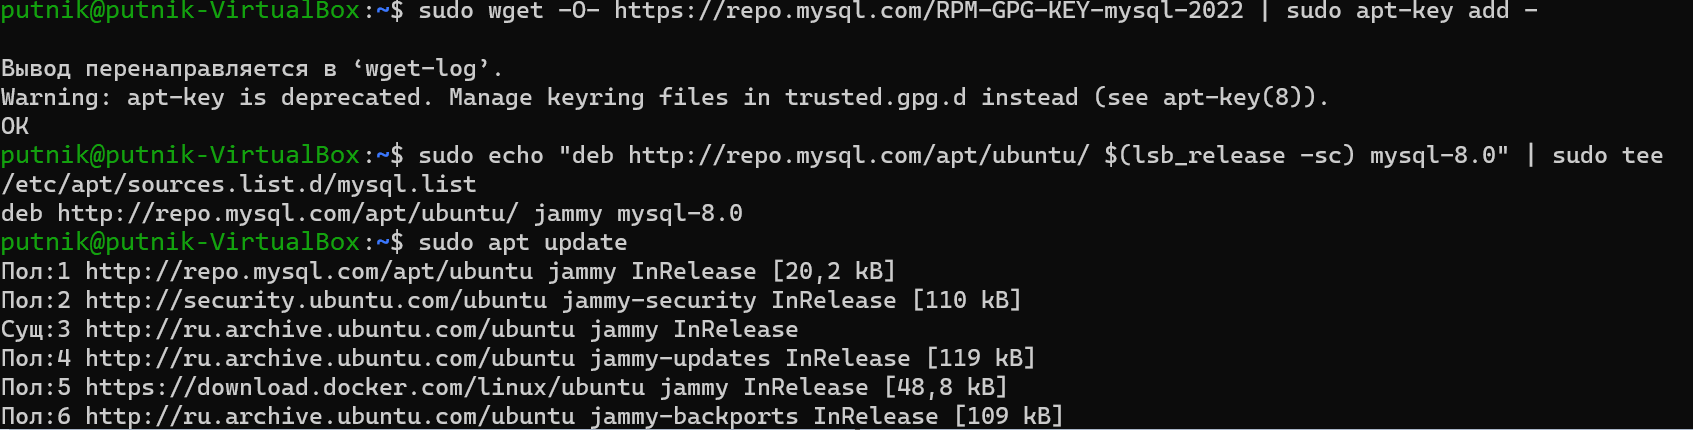 putnik@putnik-VirtualBox:~$ sudo wget -O- https://repo.mysql.com/RPM-GPG-KEY-mysql-2022 | sudo apt-key add -
Вывод перенаправляется в ‘wget-log’.
Warning: apt-key is deprecated. Manage keyring files in trusted.gpg.d instead (see apt-key(8)).
OK
putnik@putnik-VirtualBox:~$ sudo echo "deb http://repo.mysql.com/apt/ubuntu/ $(lsb_release -sc) mysql-8.0" | sudo tee
/etc/apt/sources.list.d/mysql.list
deb http://repo.mysql.com/apt/ubuntu/ jammy mysql-8.0
putnik@putnik-VirtualBox:~$ sudo apt update
Пол:1 http://repo.mysql.com/apt/ubuntu jammy InRelease [20,2 kB]
Пол:2 http://security.ubuntu.com/ubuntu jammy-security InRelease [110 kB]
Сущ:3 http://ru.archive.ubuntu.com/ubuntu jammy InRelease
Пол:4 http://ru.archive.ubuntu.com/ubuntu jammy-updates InRelease [119 kB]
Пол:5 https://download.docker.com/linux/ubuntu jammy InRelease [48,8 kB]
Пол:6 http://ru.archive.ubuntu.com/ubuntu jammy-backports InRelease [109 kB]